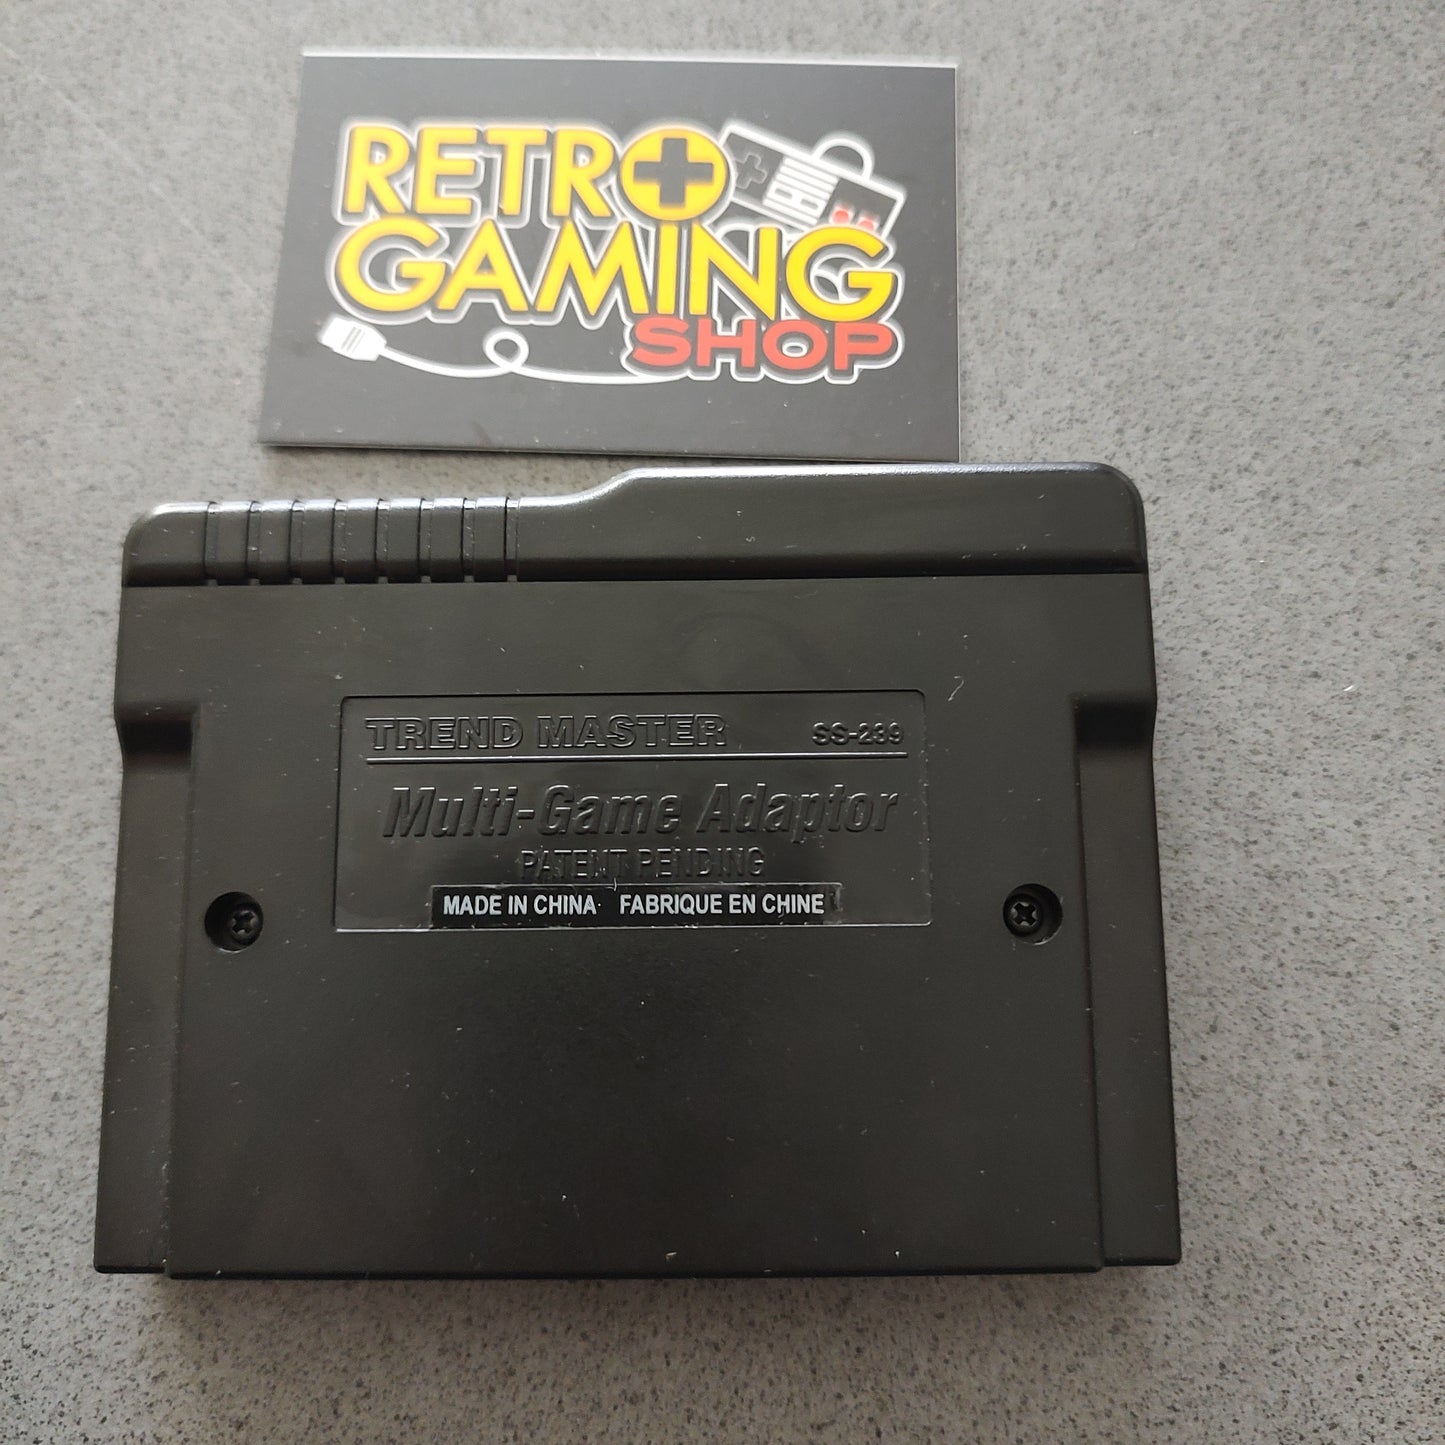 RETRO
GAMING
SHOP
TREND MASTER SS-239
Multi-Game Adaptor
PATENT PENDING
MADE IN CHINA FABRIQUE EN CHINE